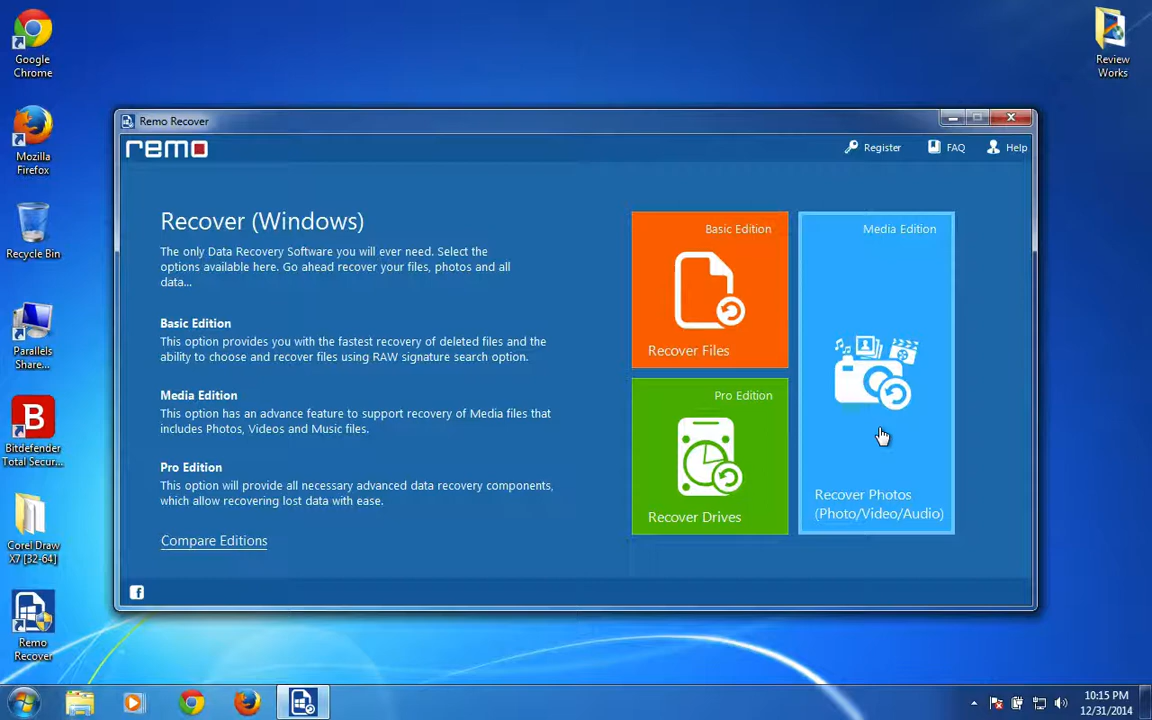 Google
Chrome
Mozilla
Firefox
Recycle Bin
Parallels
Share...
Bitdefender
Total Secur...
Corel Draw
X7 [32-64]
Remo
Recover
Review
Works
Remo Recover
remo
Register
FAQ
Help
Recover (Windows)
The only Data Recovery Software you will ever need. Select the
options available here. Go ahead recover your files, photos and all
data...
Basic Edition
This option provides you with the fastest recovery of deleted files and the
ability to choose and recover files using RAW signature search option.
Media Edition
This option has an advance feature to support recovery of Media files that
includes Photos, Videos and Music files.
Pro Edition
This option will provide all necessary advanced data recovery components,
which allow recovering lost data with ease.
Compare Editions
Basic Edition
Recover Files
Pro Edition
Recover Drives
Media Edition
Recover Photos
(Photo/Video/Audio)
B
f
10:15 PM
12/31/2014